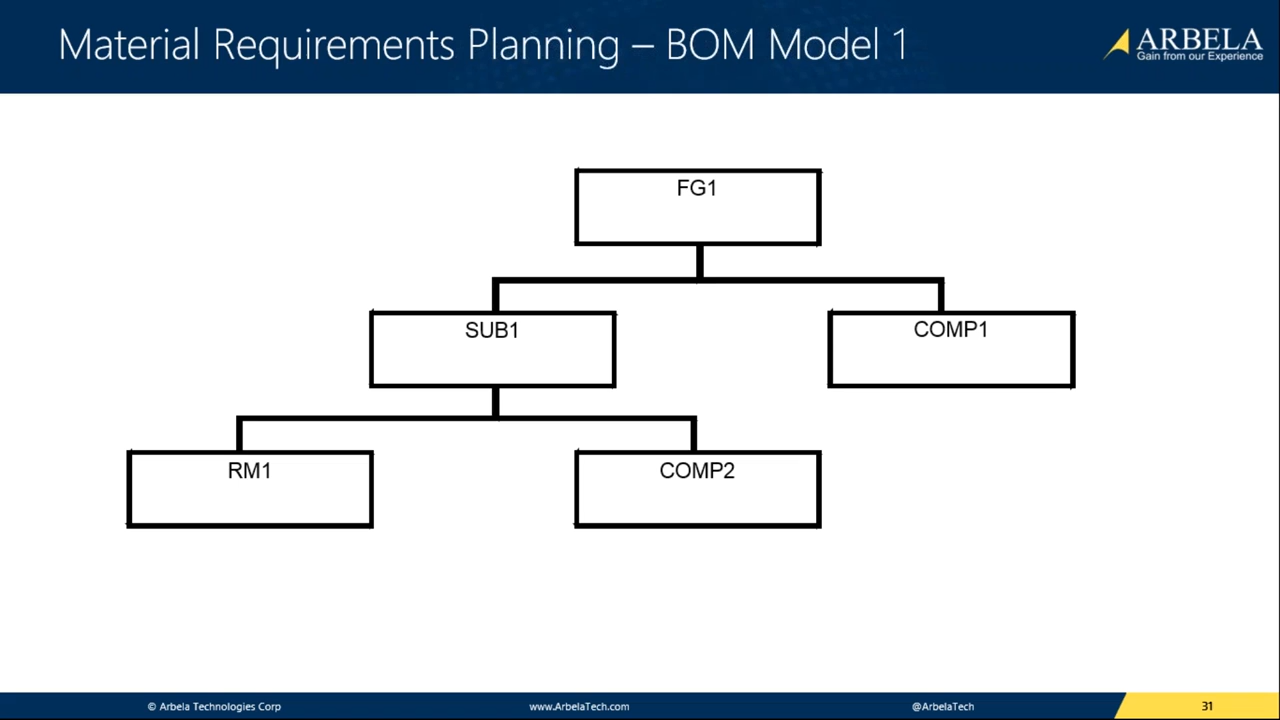 Material Requirements Planning – BOM Model 1
ARBELA
Gain from our Experience
FG1
SUB1
COMP1
RM1
COMP2
© Arbela Technologies Corp
www.ArbelaTech.com
@ArbelaTech
31